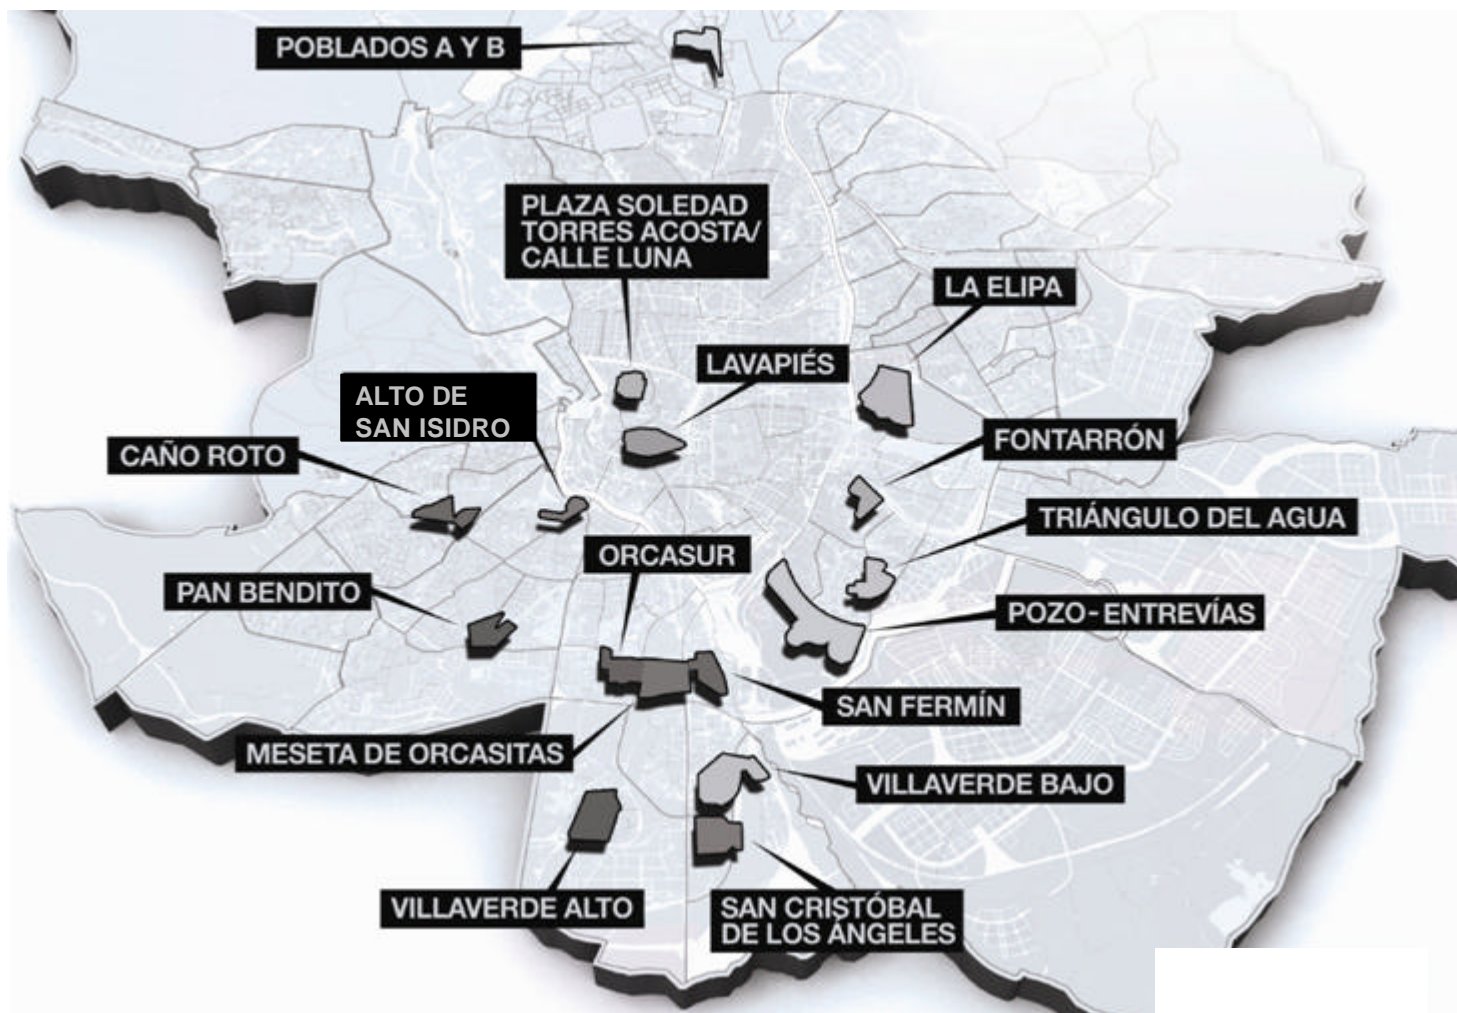 POBLADOS A Y B
PLAZA SOLEDAD
TORRES ACOSTA/
CALLE LUNA
LA ELIPA
LAVAPIÉS
ALTO DE
SAN ISIDRO
CAÑO ROTO
FONTARRÓN
TRIÁNGULO DEL AGUA
ORCASUR
PAN BENDITO
POZO-ENTREVÍAS
SAN FERMÍN
MESETA DE ORCASITAS
VILLAVERDE BAJO
VILLAVERDE ALTO
SAN CRISTÓBAL
DE LOS ÁNGELES